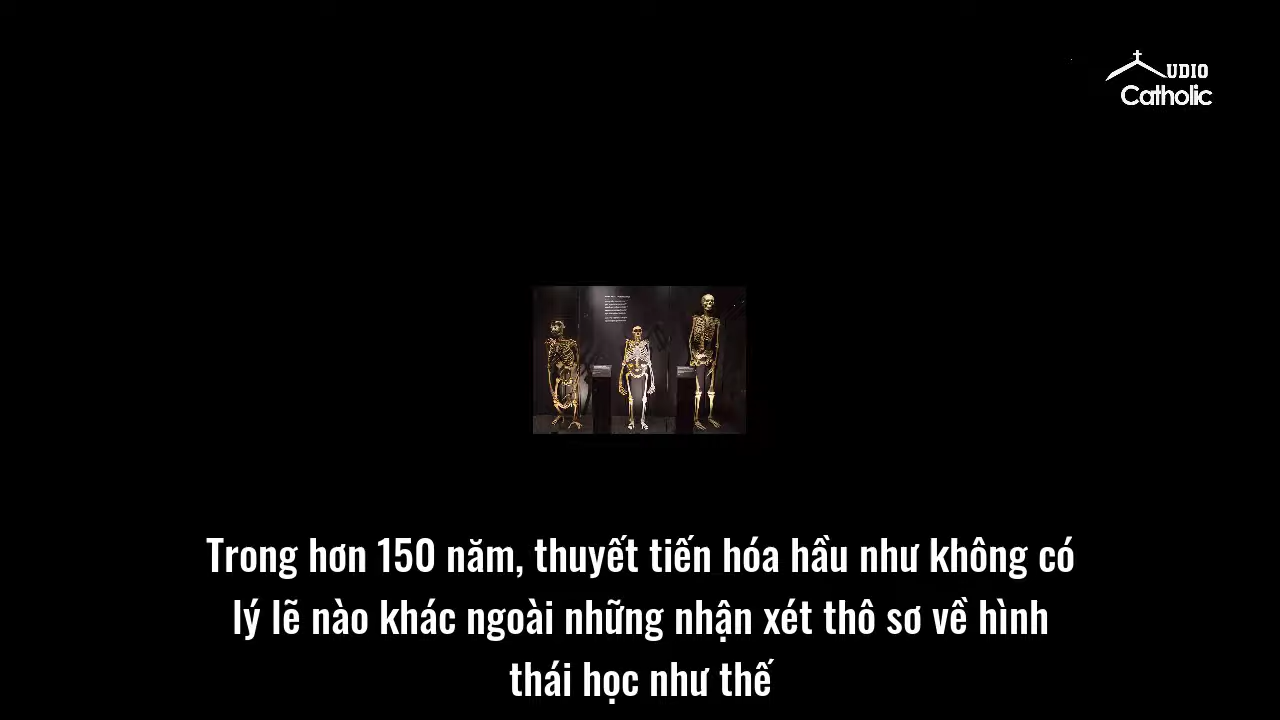 UDIO
Catholic
Trong hơn 150 năm, thuyết tiến hóa hầu như không có
lý lẽ nào khác ngoài những nhận xét thô sơ về hình
thái học như thế